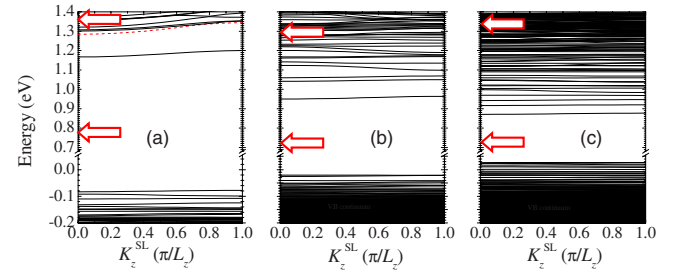 1.4
1.3
1.2
1.1
1.0
0.9
0.8
0.7
0.0
-0.1
-0.2
Energy (eV)
(a)
(b)
(c)
VB continuum
0.0 0.2 0.4 0.6 0.8 1.0
0.0 0.2 0.4 0.6 0.8 1.0
0.0 0.2 0.4 0.6 0.8 1.0
K_z^SL (π/L_z)
K_z^SL (π/L_z)
K_z^SL (π/L_z)